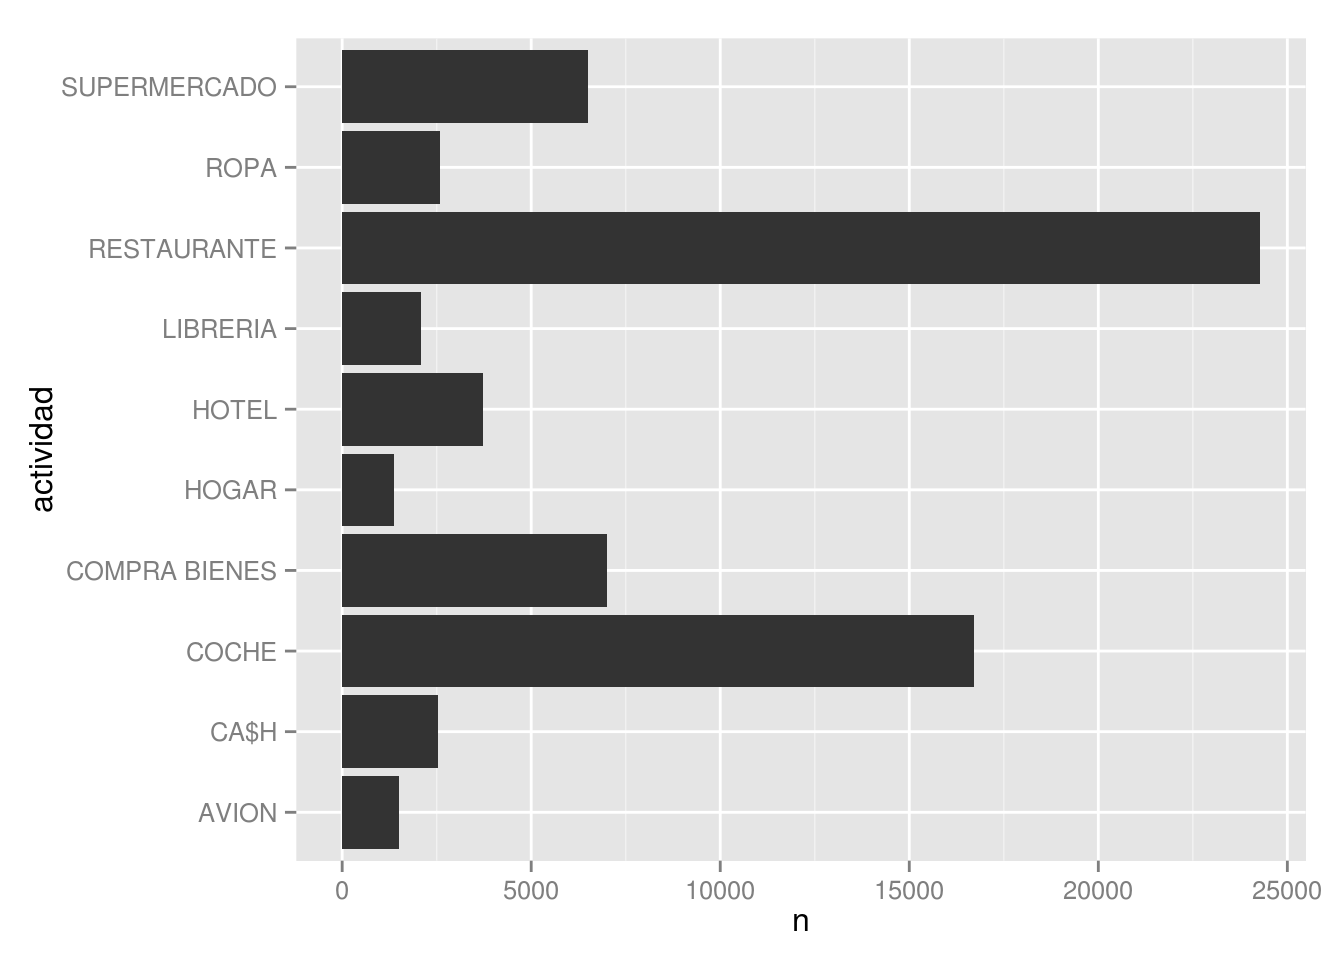 SUPERMERCADO
ROPA
RESTAURANTE
LIBRERIA
HOTEL
HOGAR
COMPRA BIENES
COCHE
CA$H
AVION
actividad
0 5000 10000 15000 20000 25000
n